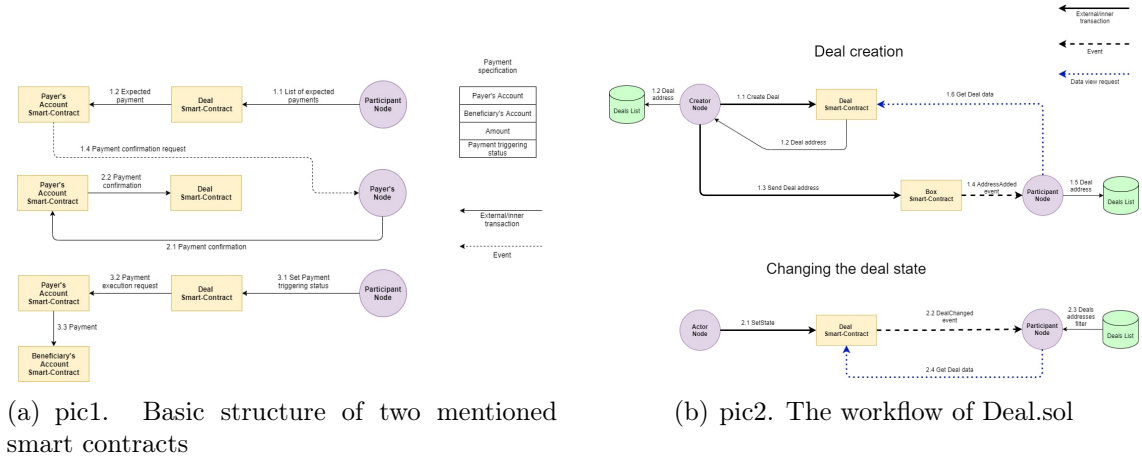 Payment
specification
Payer's
Account
Smart-Contract
1.2 Expected
payment
Deal
Smart-Contract
1.1 List of expected
payments
Participant
Node
Payer's Account
Beneficiary's Account
Amount
Payment triggering
status
1.4 Payment confirmation request
Payer's
Account
Smart-Contract
2.2 Payment
confirmation
Deal
Smart-Contract
Payer's
Node
2.1 Payment confirmation
External/inner
transaction
Event
Payer's
Account
Smart-Contract
3.2 Payment
execution request
Deal
Smart-Contract
3.1 Set Payment
triggering status
Participant
Node
3.3 Payment
Beneficiary's
Account
Smart-Contract
(a) pic1. Basic structure of two mentioned
smart contracts
External/inner
transaction
Event
Data view request
Deal creation
Deals List
1.2 Deal
address
Creator
Node
1.1 Create Deal
Deal
Smart-Contract
1.6 Get Deal data
1.2 Deal address
1.3 Send Deal address
Box
Smart-Contract
1.4 AddressAdded
event
Participant
Node
1.5 Deal
address
Deals List
Changing the deal state
Actor
Node
2.1 SetState
Deal
Smart-Contract
2.2 DealChanged
event
Participant
Node
2.3 Deals
addresses
filter
Deals List
2.4 Get Deal data
(b) pic2. The workflow of Deal.sol